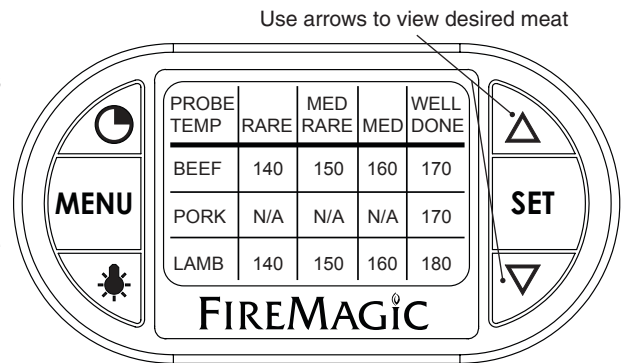 Use arrows to view desired meat
PROBE TEMP RARE MED RARE MED WELL DONE
BEEF 140 150 160 170
PORK N/A N/A N/A 170
LAMB 140 150 160 180
MENU
SET
FIREMAGIC